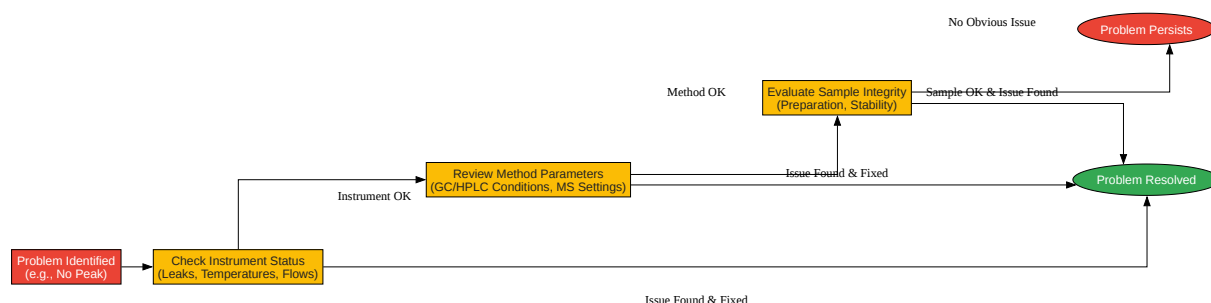 No Obvious Issue
Problem Persists
Method OK
Evaluate Sample Integrity
(Preparation, Stability)
Sample OK & Issue Found
Review Method Parameters
(GC/HPLC Conditions, MS Settings)
Issue Found & Fixed
Problem Resolved
Instrument OK
Problem Identified
(e.g., No Peak)
Check Instrument Status
(Leaks, Temperatures, Flows)
Issue Found & Fixed